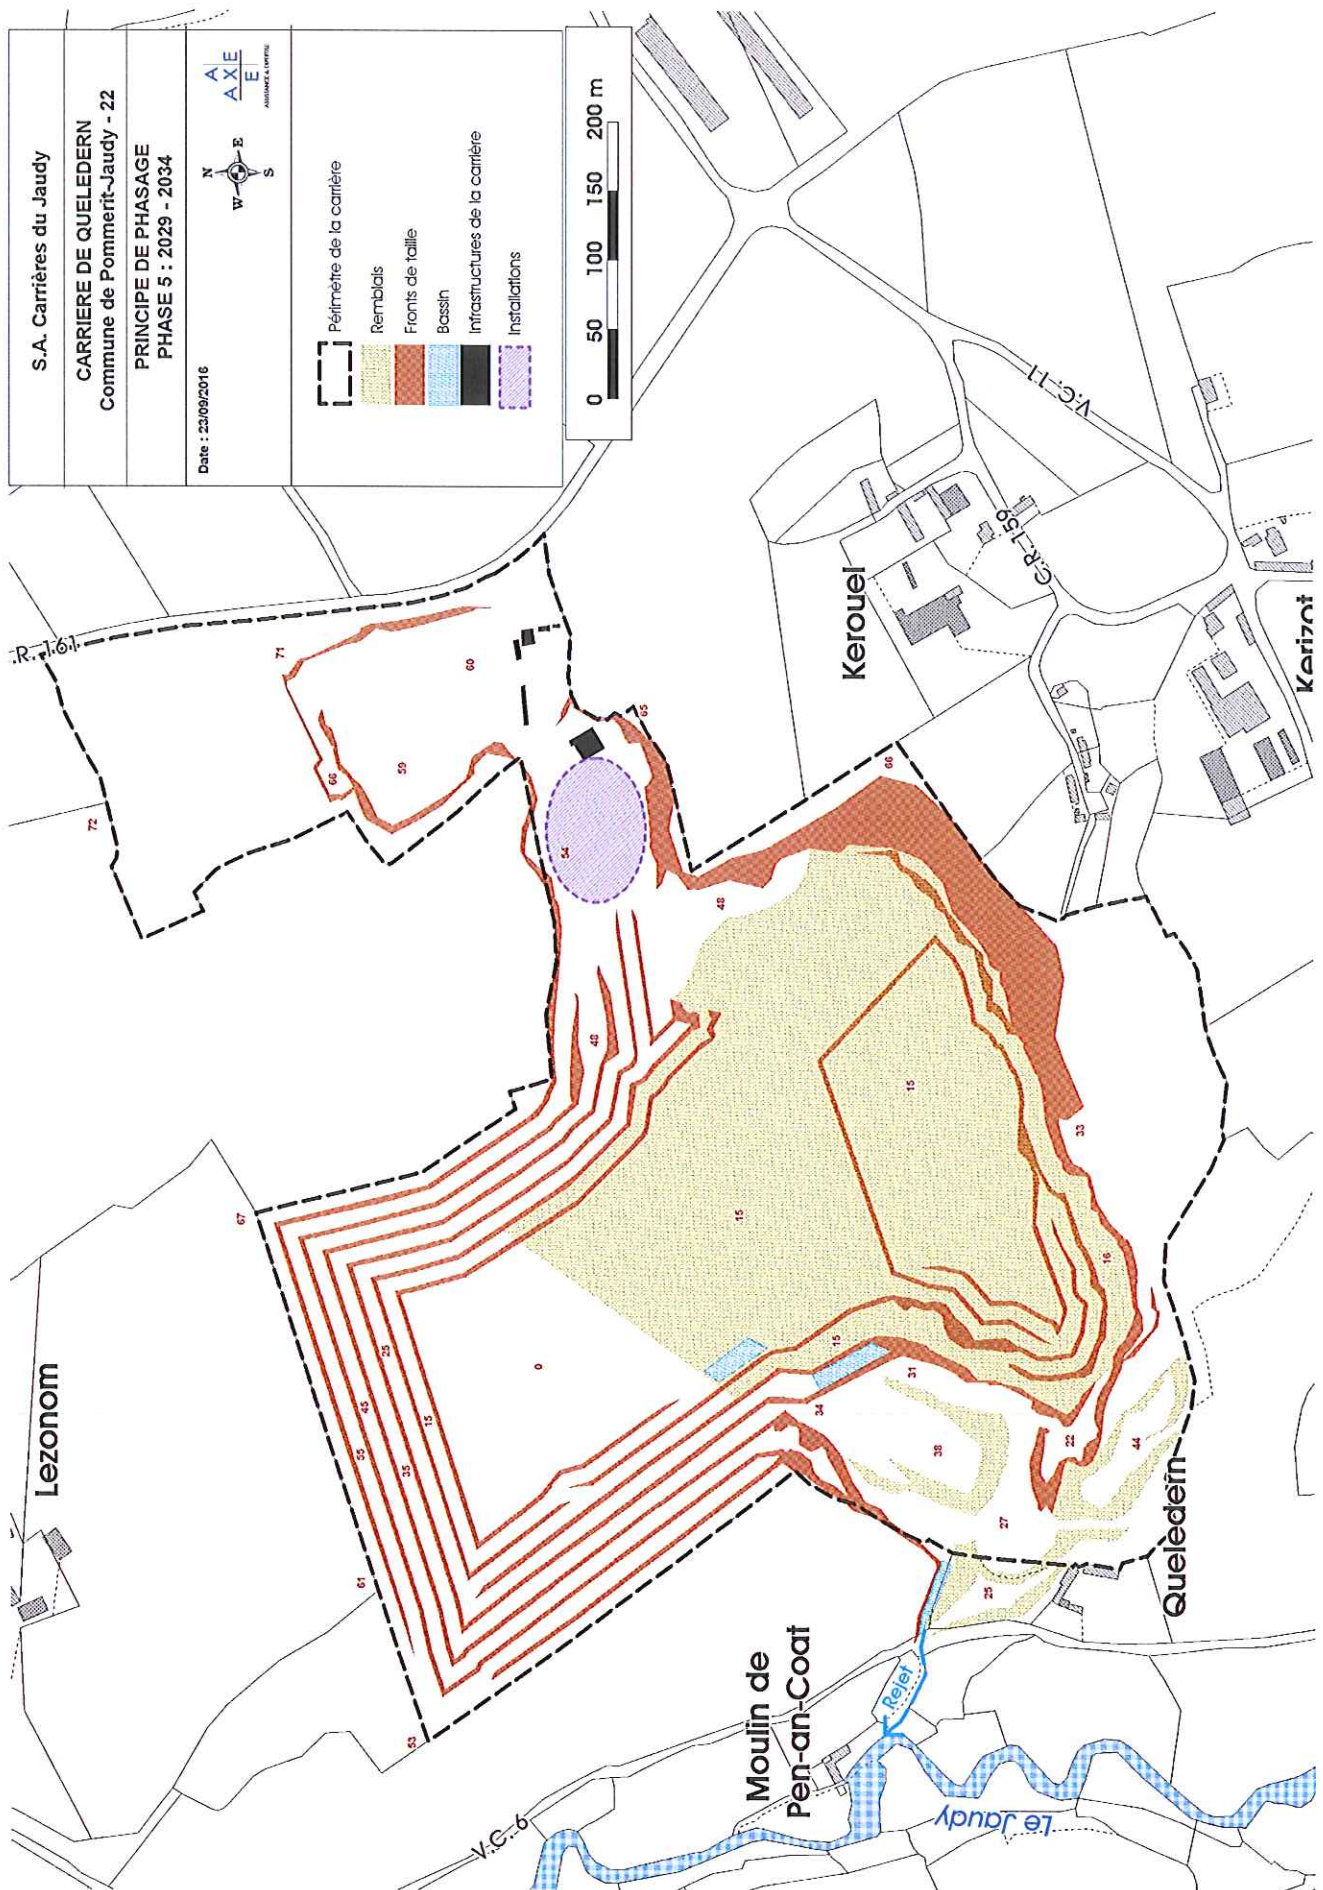 S.A. Carrières du Jaudy
CARRIERE DE QUELEDERN
Commune de Pommerit-Jaudy - 22
PRINCIPE DE PHASAGE
PHASE 5 : 2029 - 2034
Date : 23/09/2016
N
W
E
S
A
AXE
E
Périmètre de la carrière
Remblais
Fronts de taille
Bassin
Infrastructures de la carrière
Installations
0 50 100 150 200 m
.R. 161
72
71
66
59
60
65
54
48
48
66
67
Lezonom
Kerouel
C.R. 159
V.C. 11
Kerizot
15
15
33
16
15
0
25
45
55
35
15
61
53
34
31
38
22
44
27
25
Queledern
Moulin de
Pen-an-Coat
Rejet
V.C. 6
Le Jaudy